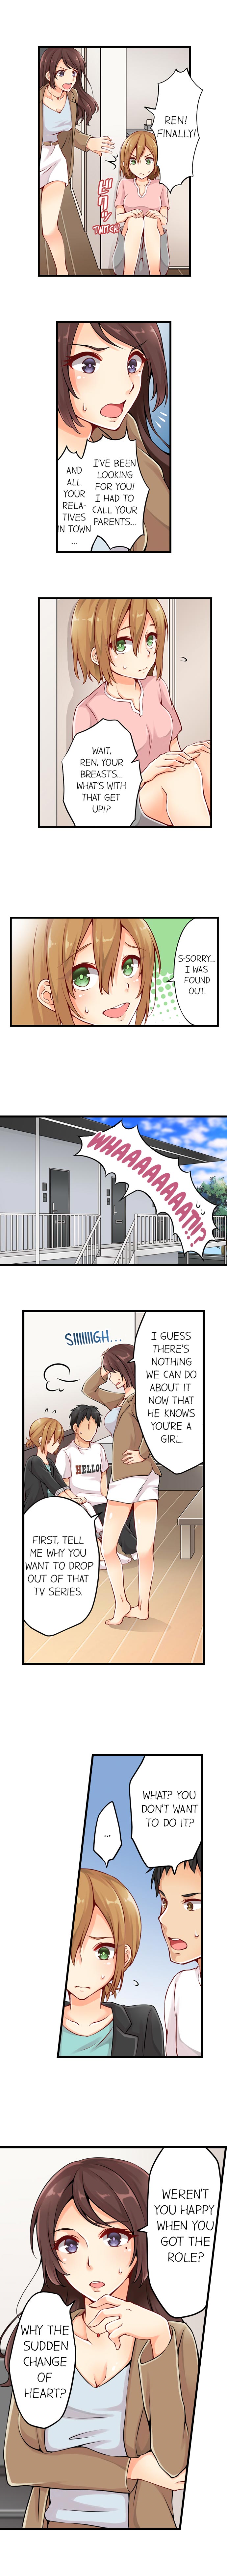 REN!
FINALLY!
ビクッ
TWITCH
I'VE BEEN
LOOKING
FOR YOU!
I HAD TO
CALL YOUR
PARENTS...
AND
ALL
YOUR
RELA-
TIVES
IN TOWN
...
WAIT,
REN, YOUR
BREASTS...
WHAT'S WITH
THAT GET
UP!?
S-SORRY...
I WAS
FOUND
OUT.
WHAAAAAAAAT!?
I GUESS
THERE'S
NOTHING
WE CAN DO
ABOUT IT
NOW THAT
HE KNOWS
YOU'RE A
GIRL.
SIIIIIIIGH...
HELLO!
FIRST, TELL
ME WHY YOU
WANT TO DROP
OUT OF THAT
TV SERIES.
WHAT? YOU
DON'T WANT
TO DO IT?
...
WEREN'T
YOU HAPPY
WHEN YOU
GOT THE
ROLE?
WHY THE
SUDDEN
CHANGE
OF
HEART?